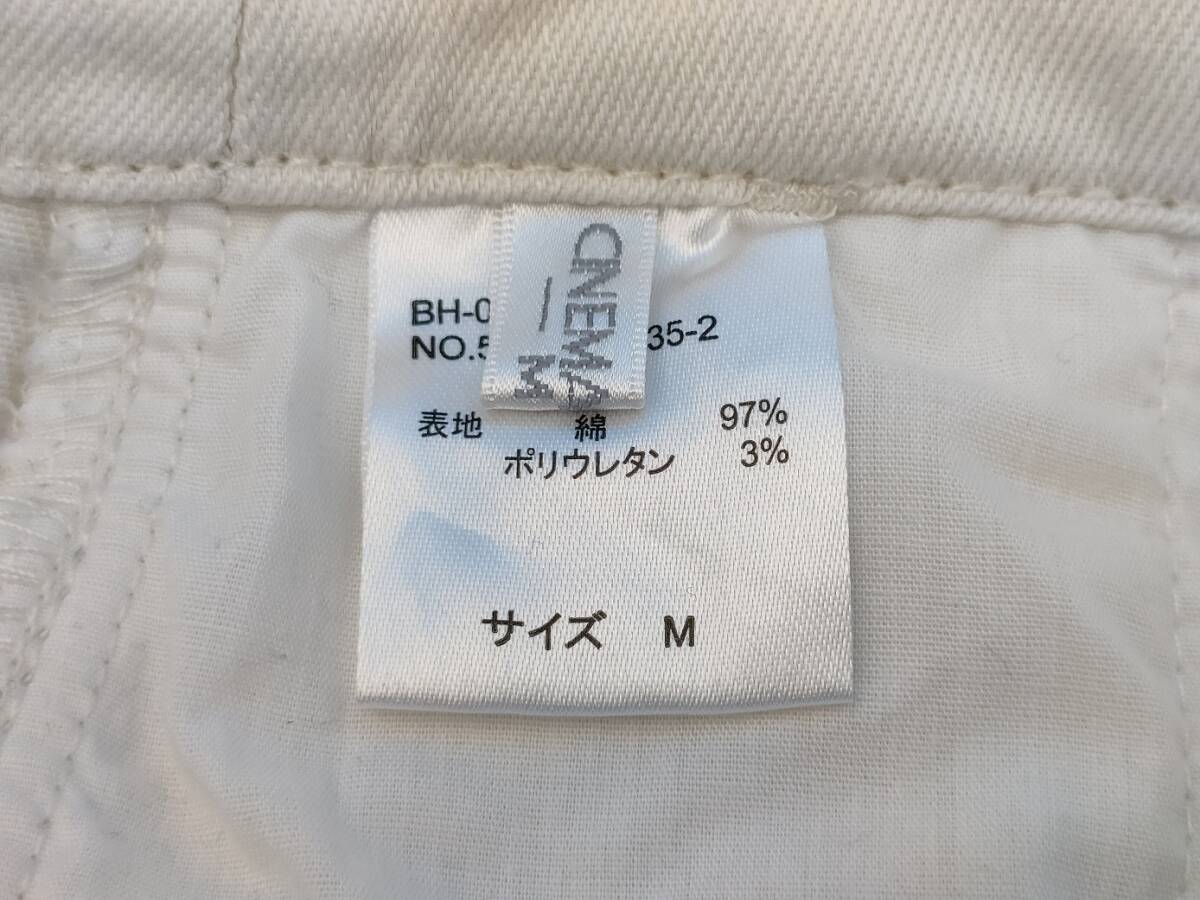 CINEMA
M
BH-0
NO.5 35-2
表地 綿 97%
ポリウレタン 3%
サイズ M